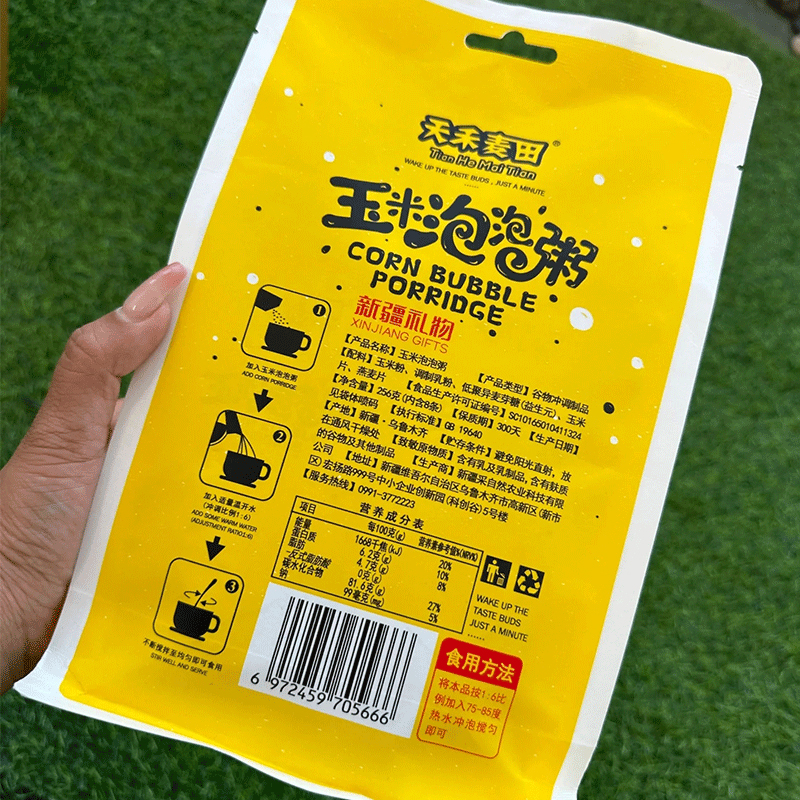 天禾麦田®
Tian He Mai Tian
WAKE UP THE TASTE BUDS , JUST A MINUTE
......
玉米泡泡粥
CORN BUBBLE
PORRIDGE
新疆礼物
XINJIANG GIFTS
1
加入玉米泡泡粥
ADD CORN PORRIDGE
2
加入适量温开水
(冲调比例1:6)
ADD SOME WARM WATER
(ADJUSTMENT RATIO1:6)
3
不断搅拌至均匀即可食用
STIR WELL AND SERVE
【产品名称】玉米泡泡粥 【产品类型】谷物冲调制品
【配料】玉米粉、调制乳粉、低聚异麦芽糖(益生元)、玉米
片、燕麦片 【食品生产许可证编号】SC10165010411324
【净含量】256克(内含8条) 【保质期】300天 【生产日期】
见袋体喷码 【执行标准】QB 19640
【产地】新疆·乌鲁木齐 【贮存条件】避免阳光直射,放
在通风干燥处 【致敏原物质】含有乳及乳制品,含有麸质
的谷物及其他制品 【生产商】新疆采自然农业科技有限
公司 【地址】新疆维吾尔自治区乌鲁木齐市高新区(新市
区)宏扬路999号中小企业创新园(科创谷)5号楼
【服务热线】0991-3772223
营养成分表
项目 每100克(g) 营养素参考值%(NRV%)
能量 1668千焦(kJ) 20%
蛋白质 6.2克(g) 10%
脂肪 4.7克(g) 8%
-反式脂肪酸 0克(g)
碳水化合物 81.6克(g) 27%
钠 99毫克(mg) 5%
WAKE UP THE
TASTE BUDS
JUST A MINUTE
......
6 972459 705666
食用方法
将本品按1:6比
例加入75-85度
热水冲泡搅匀
即可